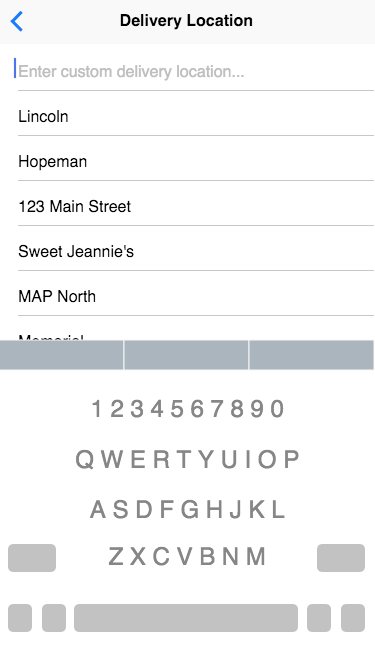 Delivery Location
Enter custom delivery location...
Lincoln
Hopeman
123 Main Street
Sweet Jeannie's
MAP North
Memorial
1 2 3 4 5 6 7 8 9 0
Q W E R T Y U I O P
A S D F G H J K L
Z X C V B N M